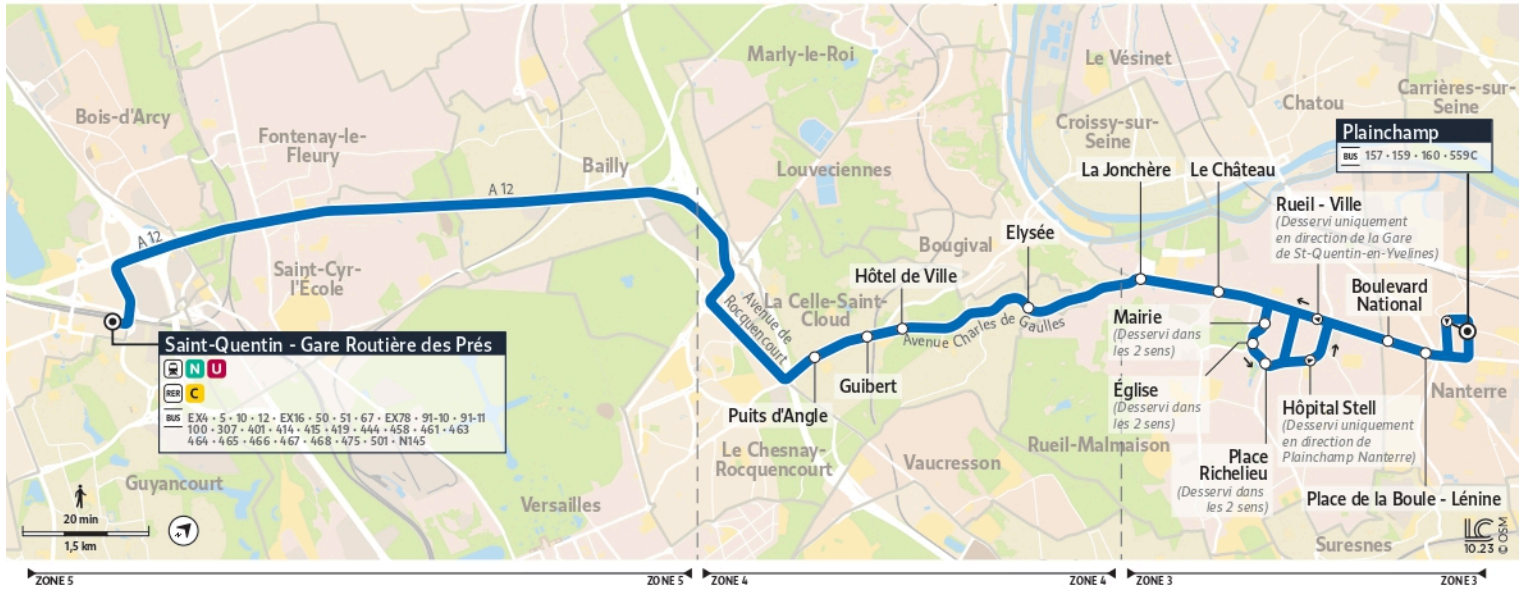 Marly-le-Roi
Le Vésinet
Bois-d'Arcy
Fontenay-le-
Fleury
Bailly
Louveciennes
Croissy-sur-
Seine
Chatou
Carrières-sur-
Seine
Plainchamp
BUS 157 • 159 • 160 • 559C
La Jonchère
Le Château
Rueil - Ville
(Desservi uniquement
en direction de la Gare
de St-Quentin-en-Yvelines)
A 12
A 12
Bougival
Elysée
Saint-Cyr-
l'École
Hôtel de Ville
Boulevard
National
La Celle-Saint-
Cloud
Avenue de
Rocquencourt
Avenue Charles de Gaulles
Mairie
(Desservi dans
les 2 sens)
Saint-Quentin - Gare Routière des Prés
N U
RER C
BUS EX4 • 5 • 10 • 12 • EX16 • 50 • 51 • 67 • EX78 • 91-10 • 91-11
100 • 307 • 401 • 414 • 415 • 419 • 444 • 458 • 461 • 463
464 • 465 • 466 • 467 • 468 • 475 • 501 • N145
Guibert
Puits d'Angle
Église
(Desservi dans
les 2 sens)
Nanterre
Hôpital Stell
(Desservi uniquement
en direction de
Plainchamp Nanterre)
Le Chesnay-
Rocquencourt
Vaucresson
Rueil-Malmaison
Place
Richelieu
(Desservi dans
les 2 sens)
Place de la Boule - Lénine
Guyancourt
Versailles
Suresnes
20 min
1,5 km
LC
10.23
© OSM
ZONE 5
ZONE 5
ZONE 4
ZONE 4
ZONE 3
ZONE 3